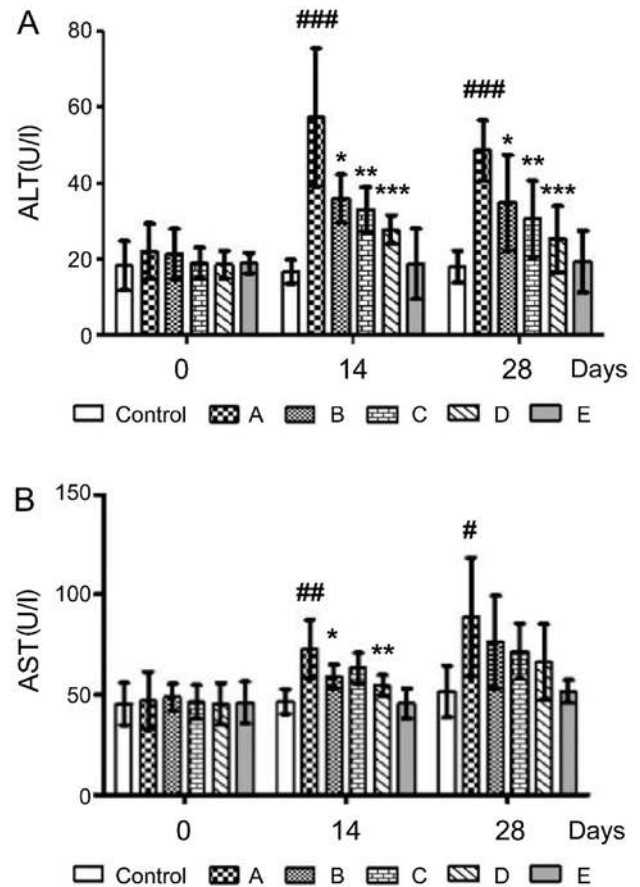 A
80
60
40
20
0
ALT(U/l)
###
*
**
***
###
*
**
***
0 14 28 Days
Control A B C D E
B
150
100
50
0
AST(U/l)
##
*
**
#
0 14 28 Days
Control A B C D E